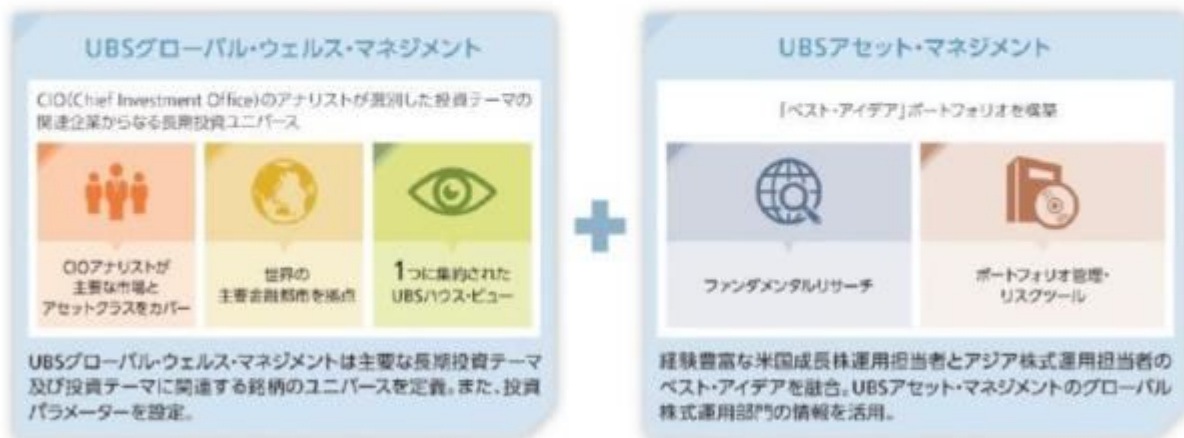 UBSグローバル・ウェルス・マネジメント
CIO(Chief Investment Office)のアナリストが選別した投資テーマの
関連企業からなる長期投資ユニバース
CIOアナリストが
主要な市場と
アセットクラスをカバー
世界の
主要金融都市を拠点
1つに集約された
UBSハウス・ビュー
UBSグローバル・ウェルス・マネジメントは主要な長期投資テーマ
及び投資テーマに関連する銘柄のユニバースを定義。また、投資
パラメーターを設定。
UBSアセット・マネジメント
「ベスト・アイデア」ポートフォリオを構築
ファンダメンタルリサーチ
ポートフォリオ管理・
リスクツール
経験豊富な米国成長株運用担当者とアジア株式運用担当者の
ベスト・アイデアを融合。UBSアセット・マネジメントのグローバル
株式運用部門の情報を活用。